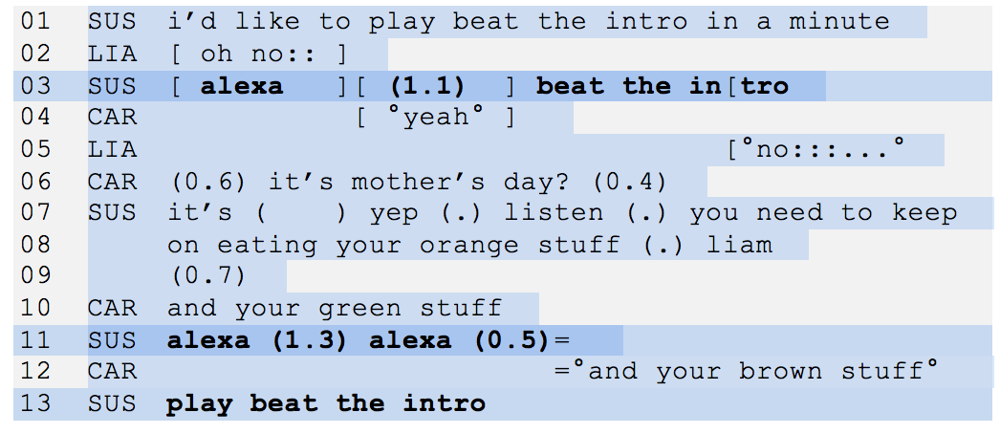 01 SUS i’d like to play beat the intro in a minute
02 LIA [ oh no:: ]
03 SUS [ alexa ][ (1.1) ] beat the in[tro
04 CAR [ °yeah° ]
05 LIA [°no:::...°
06 CAR (0.6) it’s mother’s day? (0.4)
07 SUS it’s ( ) yep (.) listen (.) you need to keep
08 on eating your orange stuff (.) liam
09 (0.7)
10 CAR and your green stuff
11 SUS alexa (1.3) alexa (0.5)=
12 CAR =°and your brown stuff°
13 SUS play beat the intro